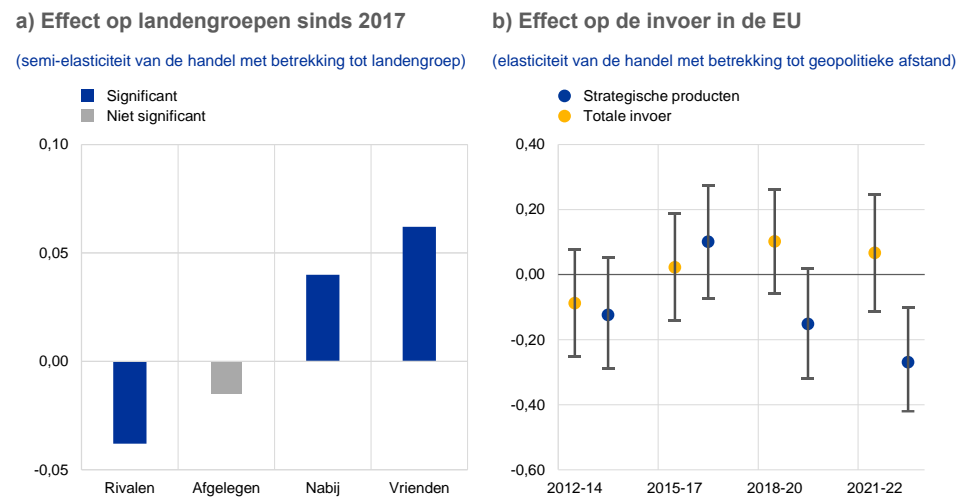 a) Effect op landengroepen sinds 2017
(semi-elasticiteit van de handel met betrekking tot landengroep)
Significant
Niet significant
0,10
0,05
0,00
-0,05
Rivalen
Afgelegen
Nabij
Vrienden
b) Effect op de invoer in de EU
(elasticiteit van de handel met betrekking tot geopolitieke afstand)
Strategische producten
Totale invoer
0,40
0,20
0,00
-0,20
-0,40
-0,60
2012-14
2015-17
2018-20
2021-22